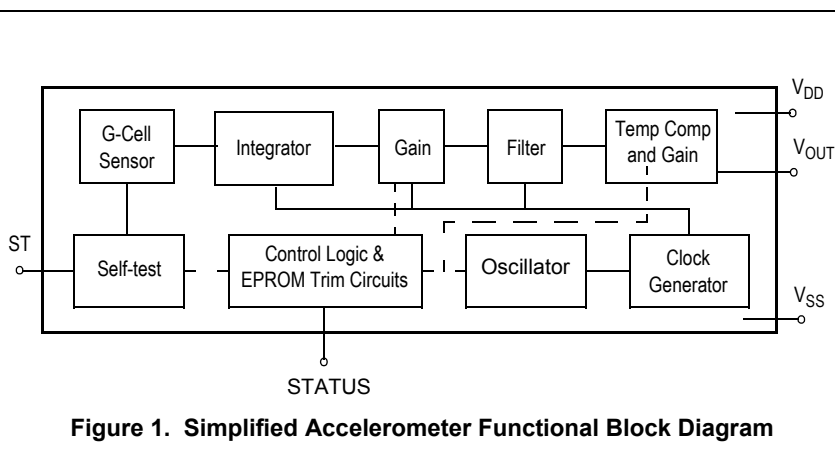 V_DD
G-Cell
Sensor
Integrator
Gain
Filter
Temp Comp
and Gain
V_OUT
ST
Self-test
Control Logic &
EPROM Trim Circuits
Oscillator
Clock
Generator
V_SS
STATUS
Figure 1. Simplified Accelerometer Functional Block Diagram